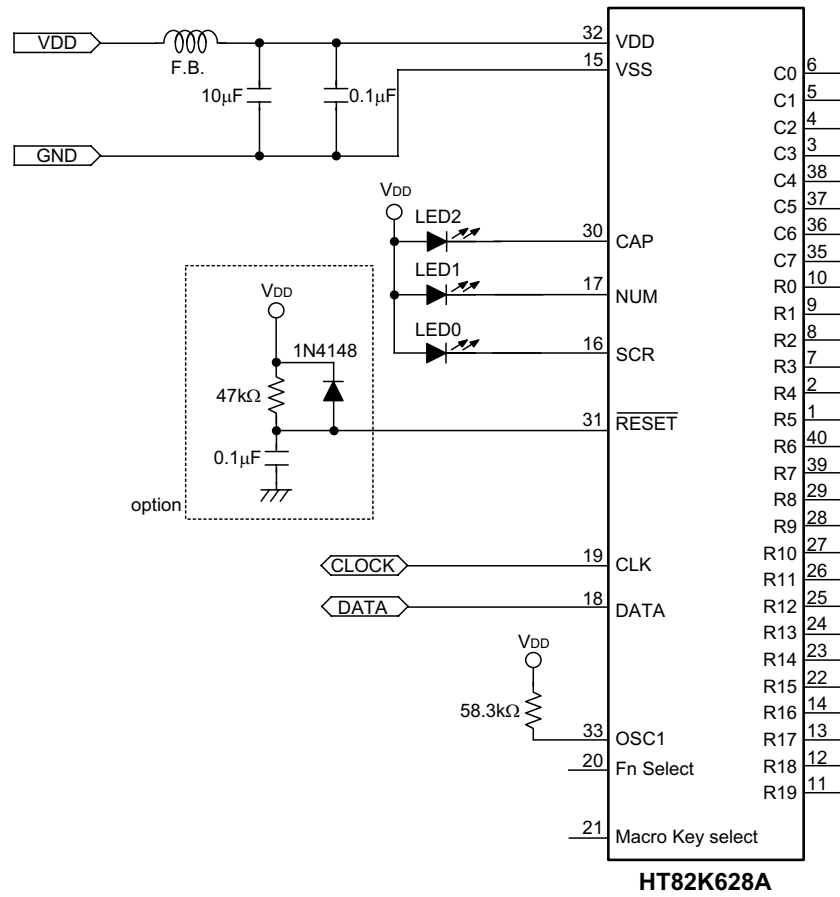 VDD
F.B.
10μF
0.1μF
GND
32 VDD
15 VSS
VDD
LED2
30 CAP
LED1
17 NUM
LED0
16 SCR
VDD
1N4148
47kΩ
0.1μF
option
31 RESET
CLOCK
19 CLK
DATA
18 DATA
VDD
58.3kΩ
33 OSC1
20 Fn Select
21 Macro Key select
C0 6
C1 5
C2 4
C3 3
C4 38
C5 37
C6 36
C7 35
R0 10
R1 9
R2 8
R3 7
R4 2
R5 1
R6 40
R7 39
R8 29
R9 28
R10 27
R11 26
R12 25
R13 24
R14 23
R15 22
R16 14
R17 13
R18 12
R19 11
HT82K628A